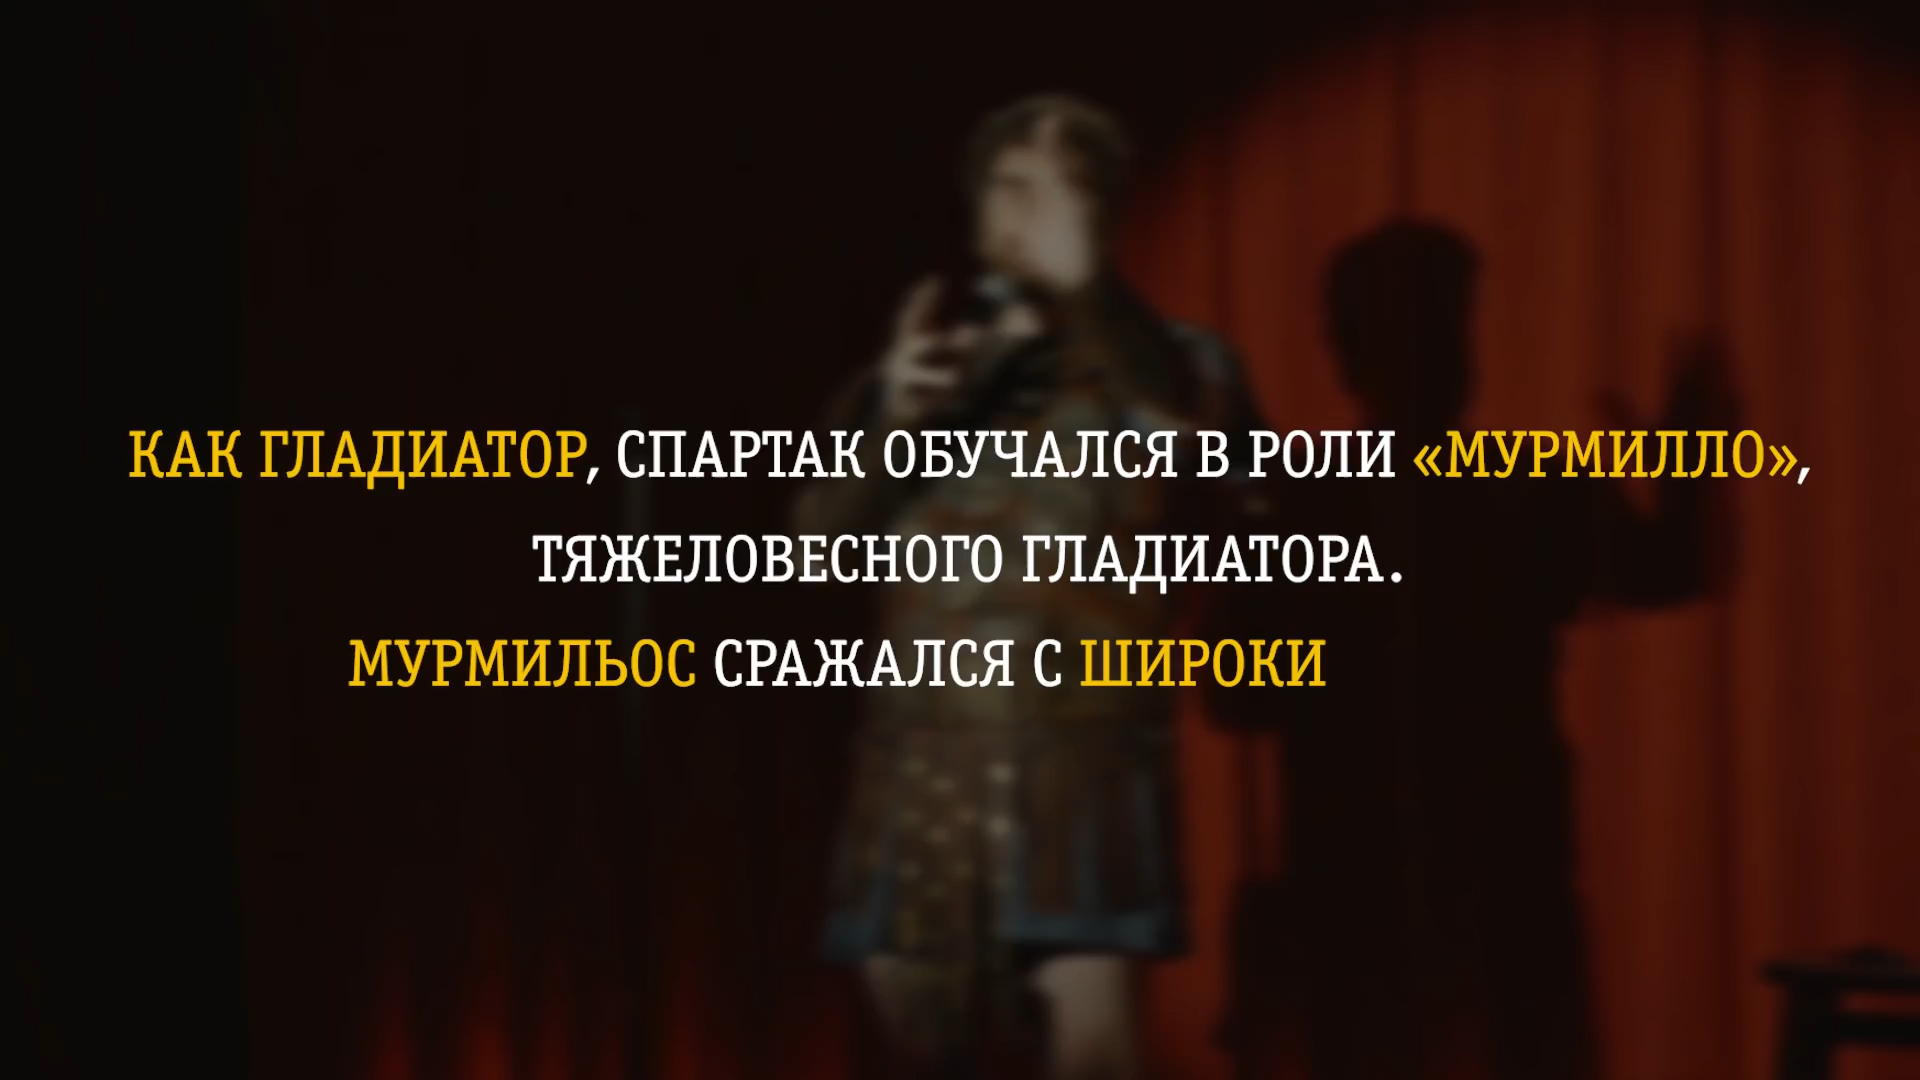 КАК ГЛАДИАТОР, СПАРТАК ОБУЧАЛСЯ В РОЛИ «МУРМИЛЛО»,
ТЯЖЕЛОВЕСНОГО ГЛАДИАТОРА.
МУРМИЛЬОС СРАЖАЛСЯ С ШИРОКИ